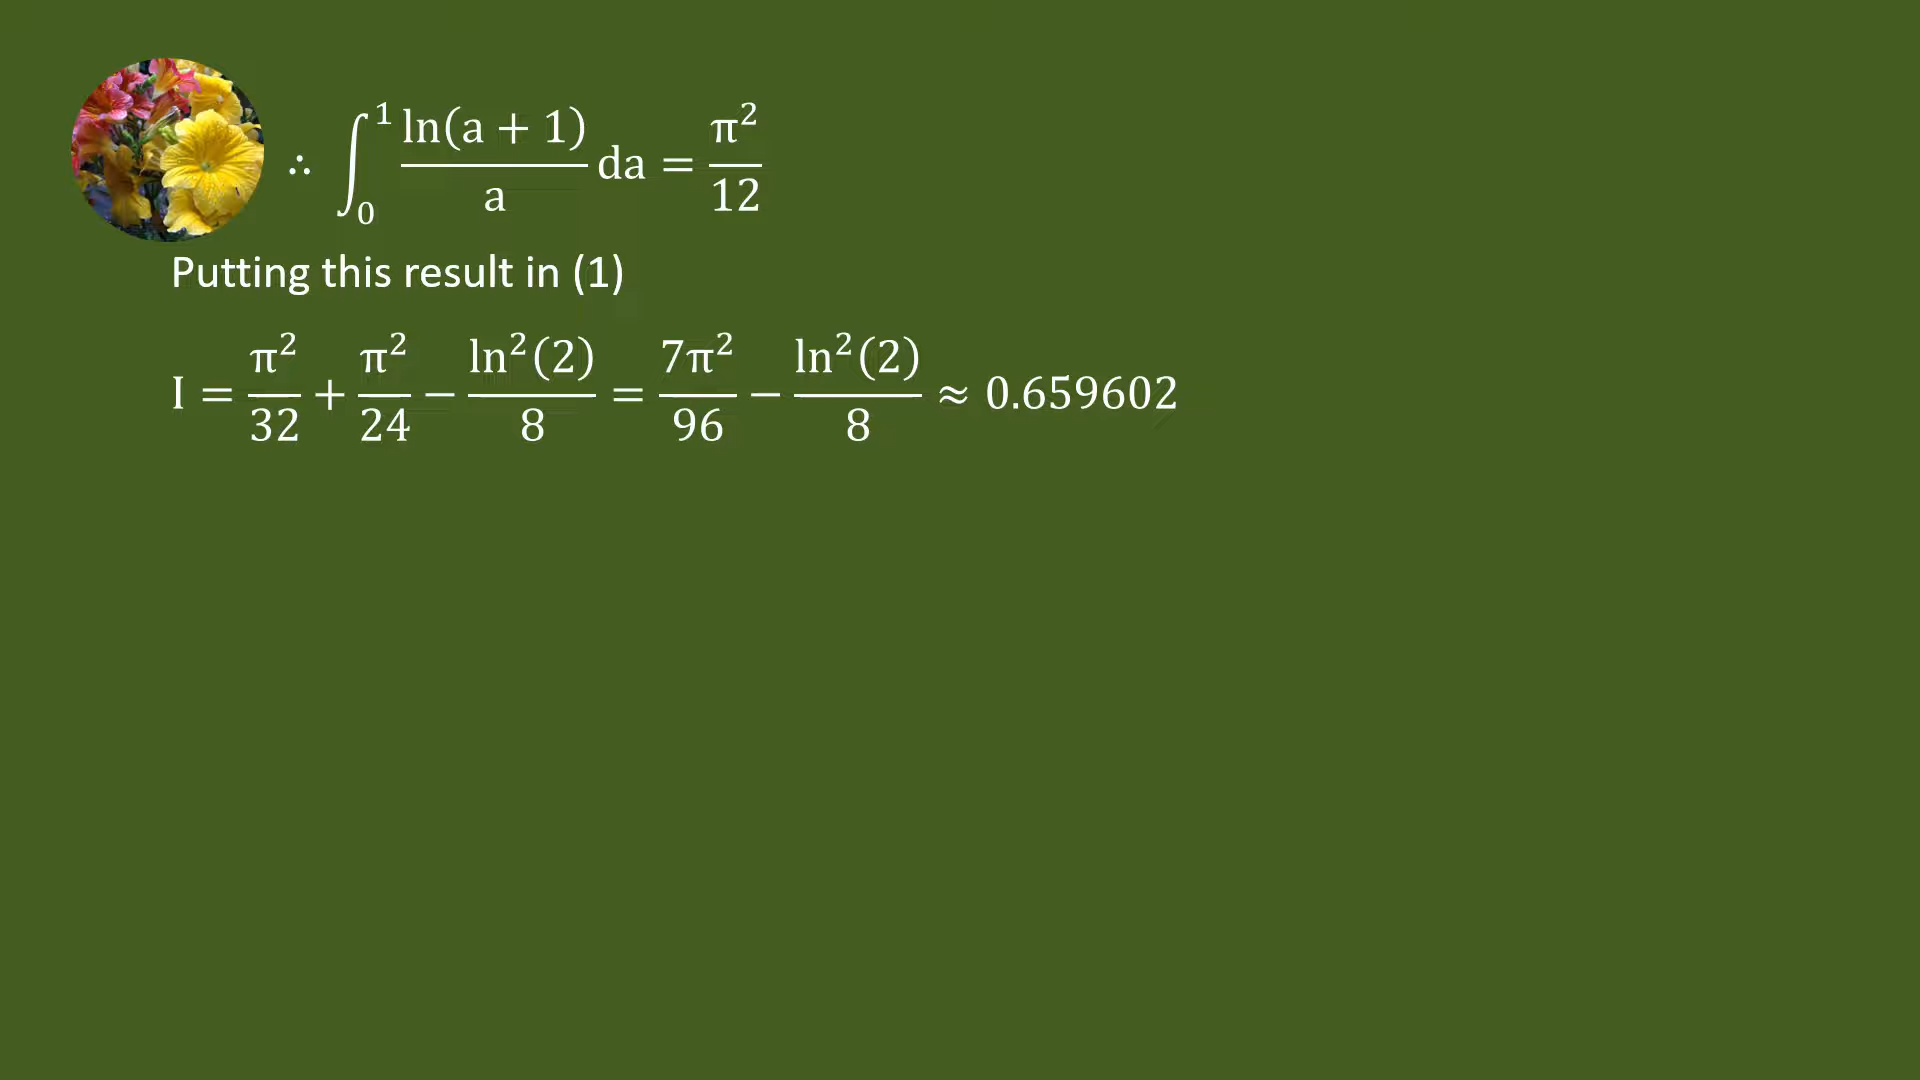 ∴ ∫₀¹ ln(a + 1)/a da = π²/12
Putting this result in (1)
I = π²/32 + π²/24 − ln²(2)/8 = 7π²/96 − ln²(2)/8 ≈ 0.659602